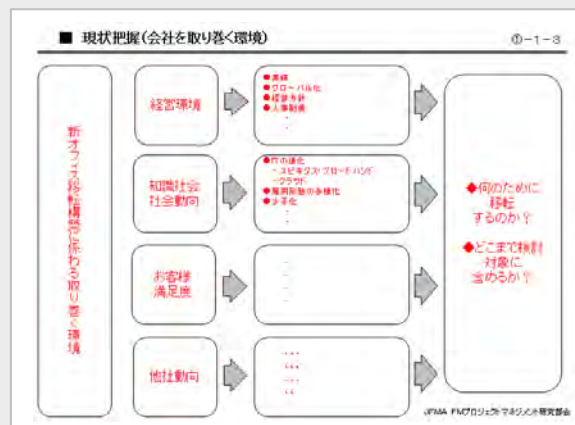 ■ 現状把握(会社を取り巻く環境)
①-1-3
新オフィス移転構築に係わる取り巻く環境
経営環境
●業績
●グローバル化
●経営方針
●人事制度
知識社会
社会動向
●ITの進化
-ユビキタス・ブロードバンド
-クラウド
●雇用形態の多様化
●少子化
お客様
満足度
他社動向
●何のために
移転
するのか?
●どこまで検討
対象に
含めるか?
JFMA FMプロジェクトマネジメント研究部会